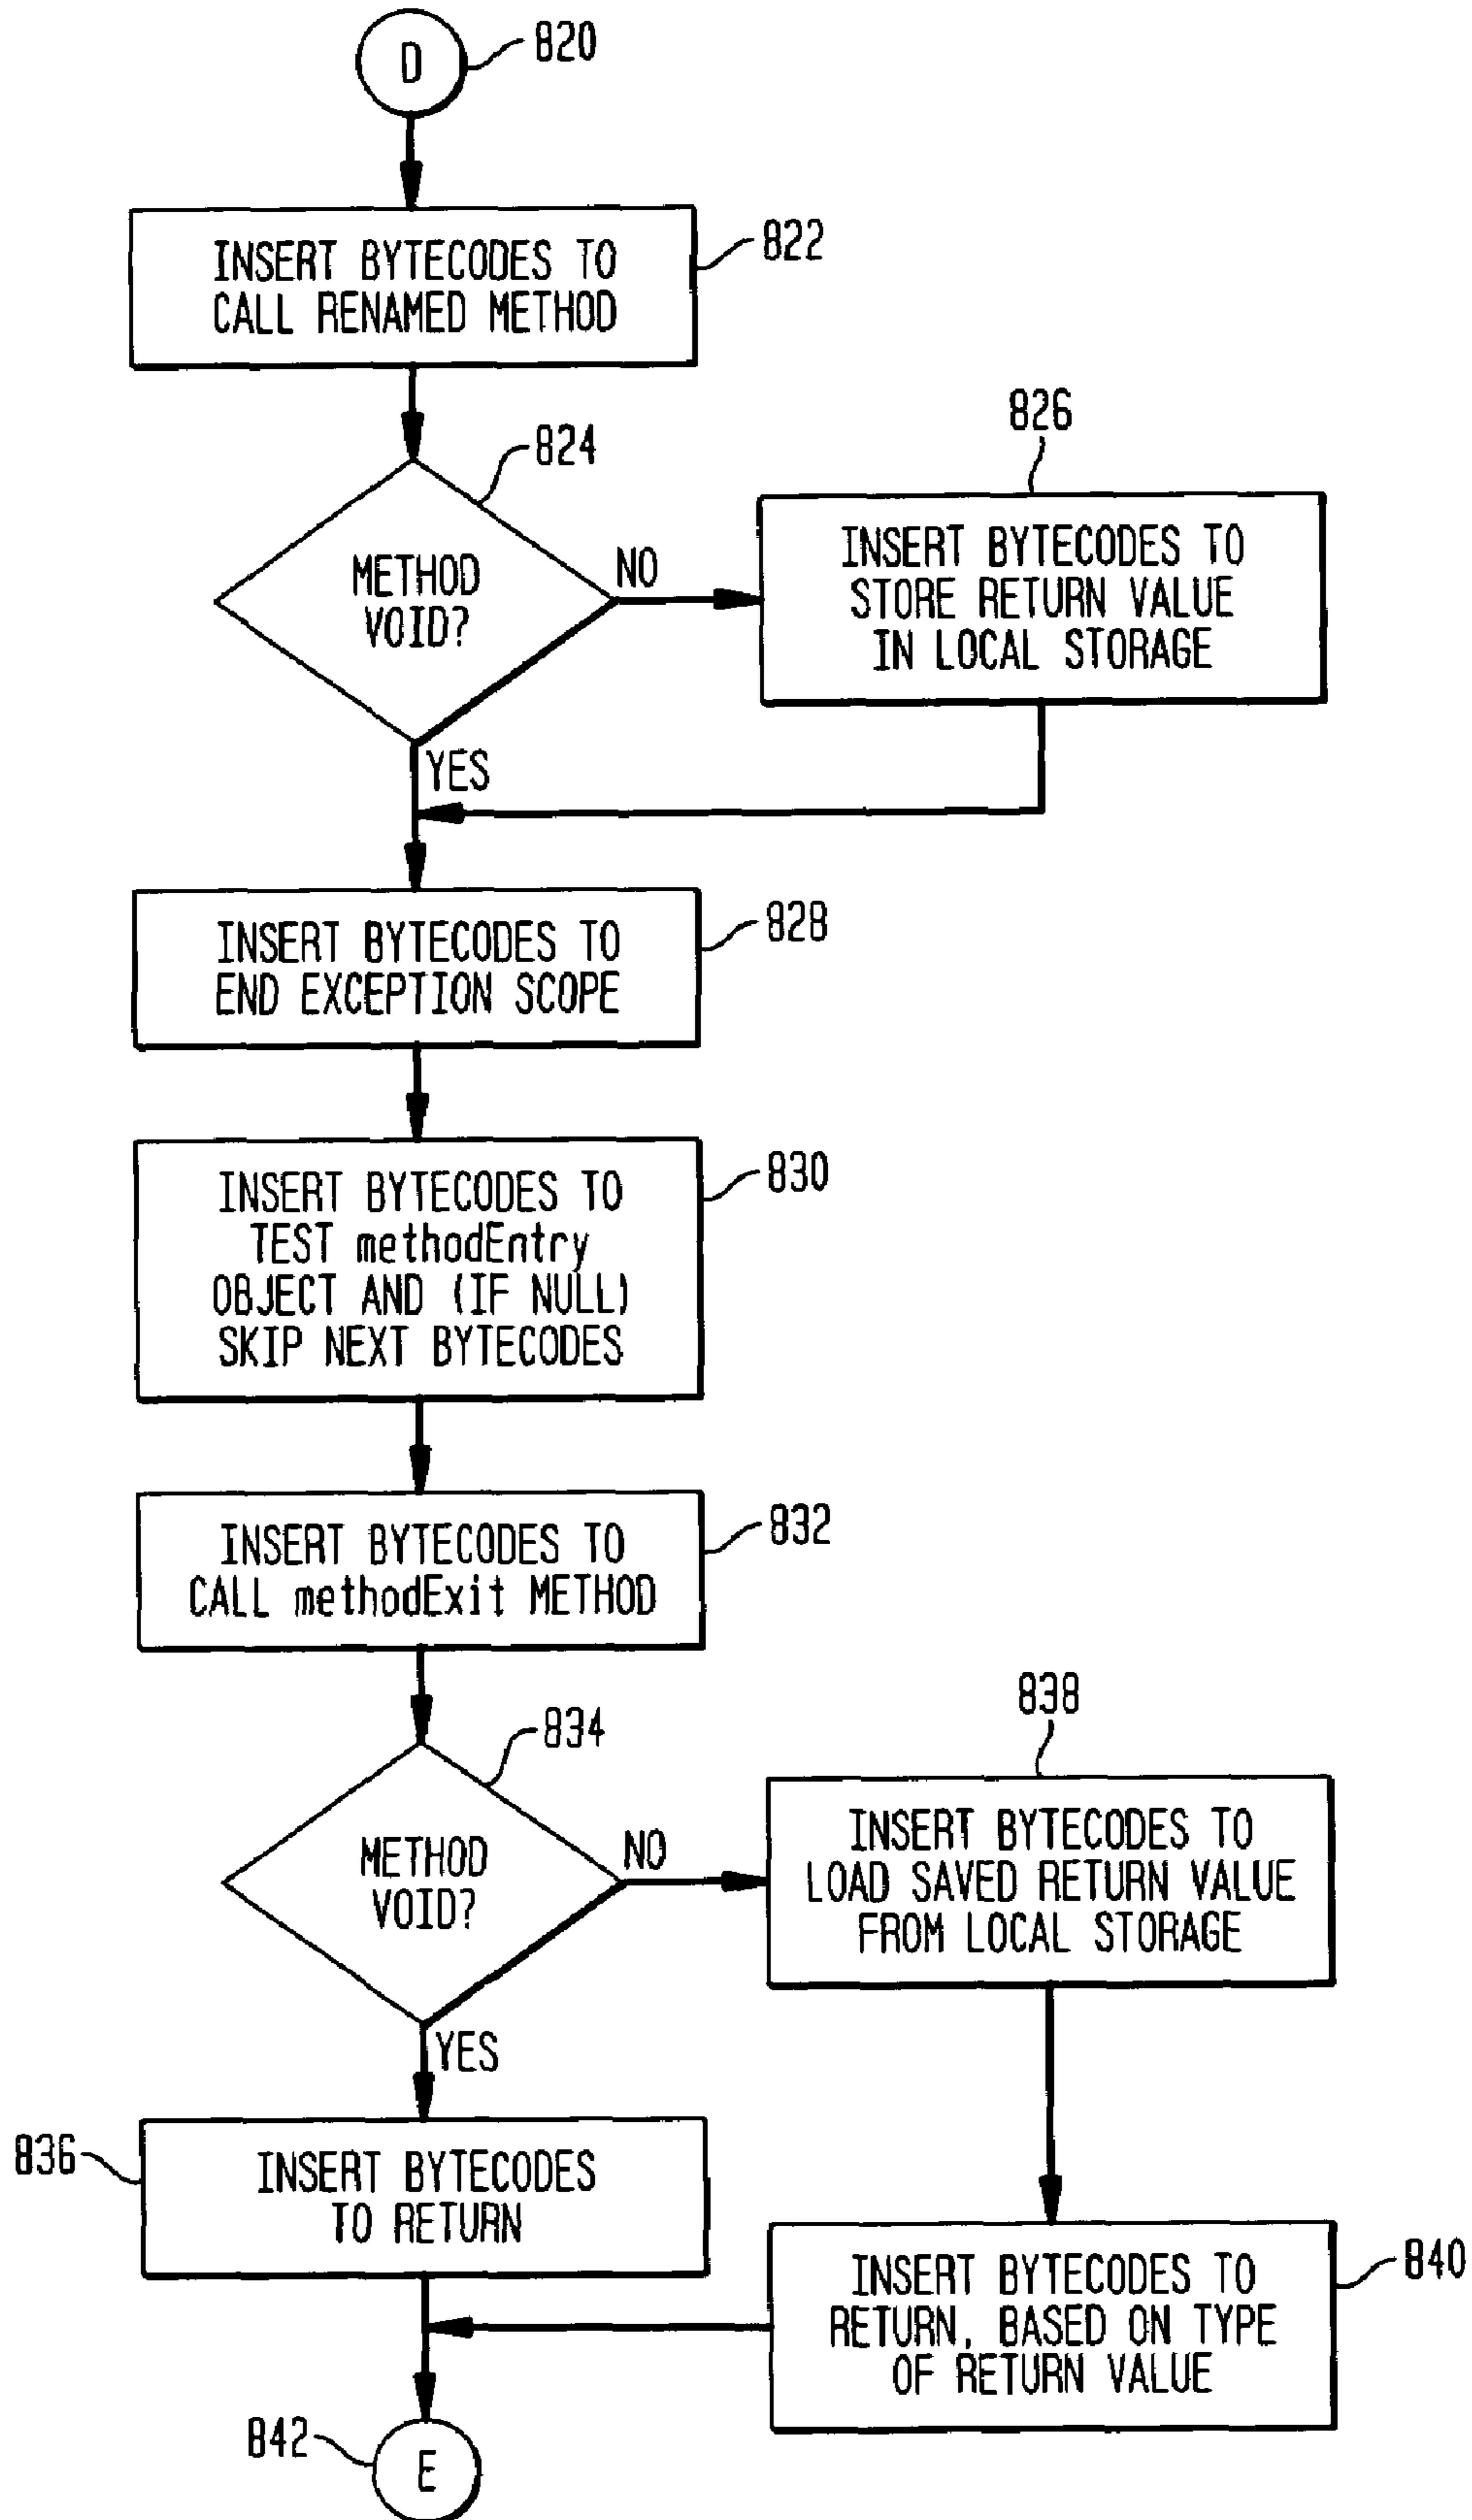 D
820
INSERT BYTECODES TO
CALL RENAMED METHOD
822
824
METHOD
VOID?
NO
YES
826
INSERT BYTECODES TO
STORE RETURN VALUE
IN LOCAL STORAGE
INSERT BYTECODES TO
END EXCEPTION SCOPE
828
INSERT BYTECODES TO
TEST methodEntry
OBJECT AND (IF NULL)
SKIP NEXT BYTECODES
830
INSERT BYTECODES TO
CALL methodExit METHOD
832
834
METHOD
VOID?
NO
YES
838
INSERT BYTECODES TO
LOAD SAVED RETURN VALUE
FROM LOCAL STORAGE
836
INSERT BYTECODES
TO RETURN
INSERT BYTECODES TO
RETURN, BASED ON TYPE
OF RETURN VALUE
840
842
E